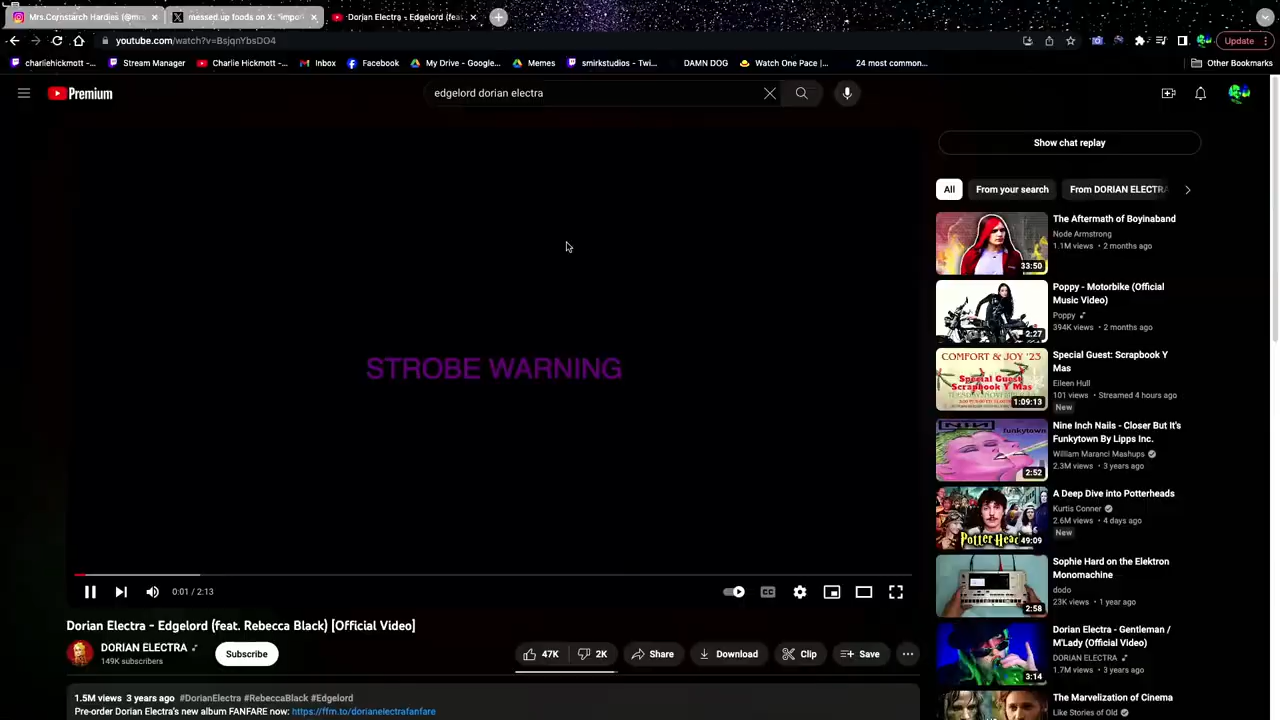 Mrs.Cornstarch Hardies (@mrs
messed up foods on X: "impo
Dorian Electra - Edgelord (fea
youtube.com/watch?v=BsjqnYbsDO4
Update
charliehickmott -...
Stream Manager
Charlie Hickmott -...
Inbox
Facebook
My Drive - Google...
Memes
smirkstudios - Twi...
DAMN DOG
Watch One Pace |...
24 most common...
Other Bookmarks
Premium
edgelord dorian electra
Show chat replay
All
From your search
From DORIAN ELECTRA
STROBE WARNING
The Aftermath of Boyinaband
Node Armstrong
1.1M views • 2 months ago
33:50
Poppy - Motorbike (Official
Music Video)
Poppy
394K views • 2 months ago
2:27
COMFORT & JOY '23
Special Guest:
Scrapbook Y Mas
1:09:13
Special Guest: Scrapbook Y
Mas
Eileen Hull
101 views • Streamed 4 hours ago
New
NIN
funkytown
2:52
Nine Inch Nails - Closer But It's
Funkytown By Lipps Inc.
William Maranci Mashups
2.3M views • 3 years ago
A Deep Dive into Potterheads
Kurtis Conner
2.6M views • 4 days ago
New
49:09
Sophie Hard on the Elektron
Monomachine
dodo
23K views • 1 year ago
2:58
Dorian Electra - Gentleman /
M'Lady (Official Video)
DORIAN ELECTRA
1.7M views • 3 years ago
3:14
The Marvelization of Cinema
Like Stories of Old
0:01 / 2:13
CC
Dorian Electra - Edgelord (feat. Rebecca Black) [Official Video]
DORIAN ELECTRA
149K subscribers
Subscribe
47K
2K
Share
Download
Clip
Save
1.5M views 3 years ago #DorianElectra #RebeccaBlack #Edgelord
Pre-order Dorian Electra's new album FANFARE now: https://ffm.to/dorianelectrafanfare